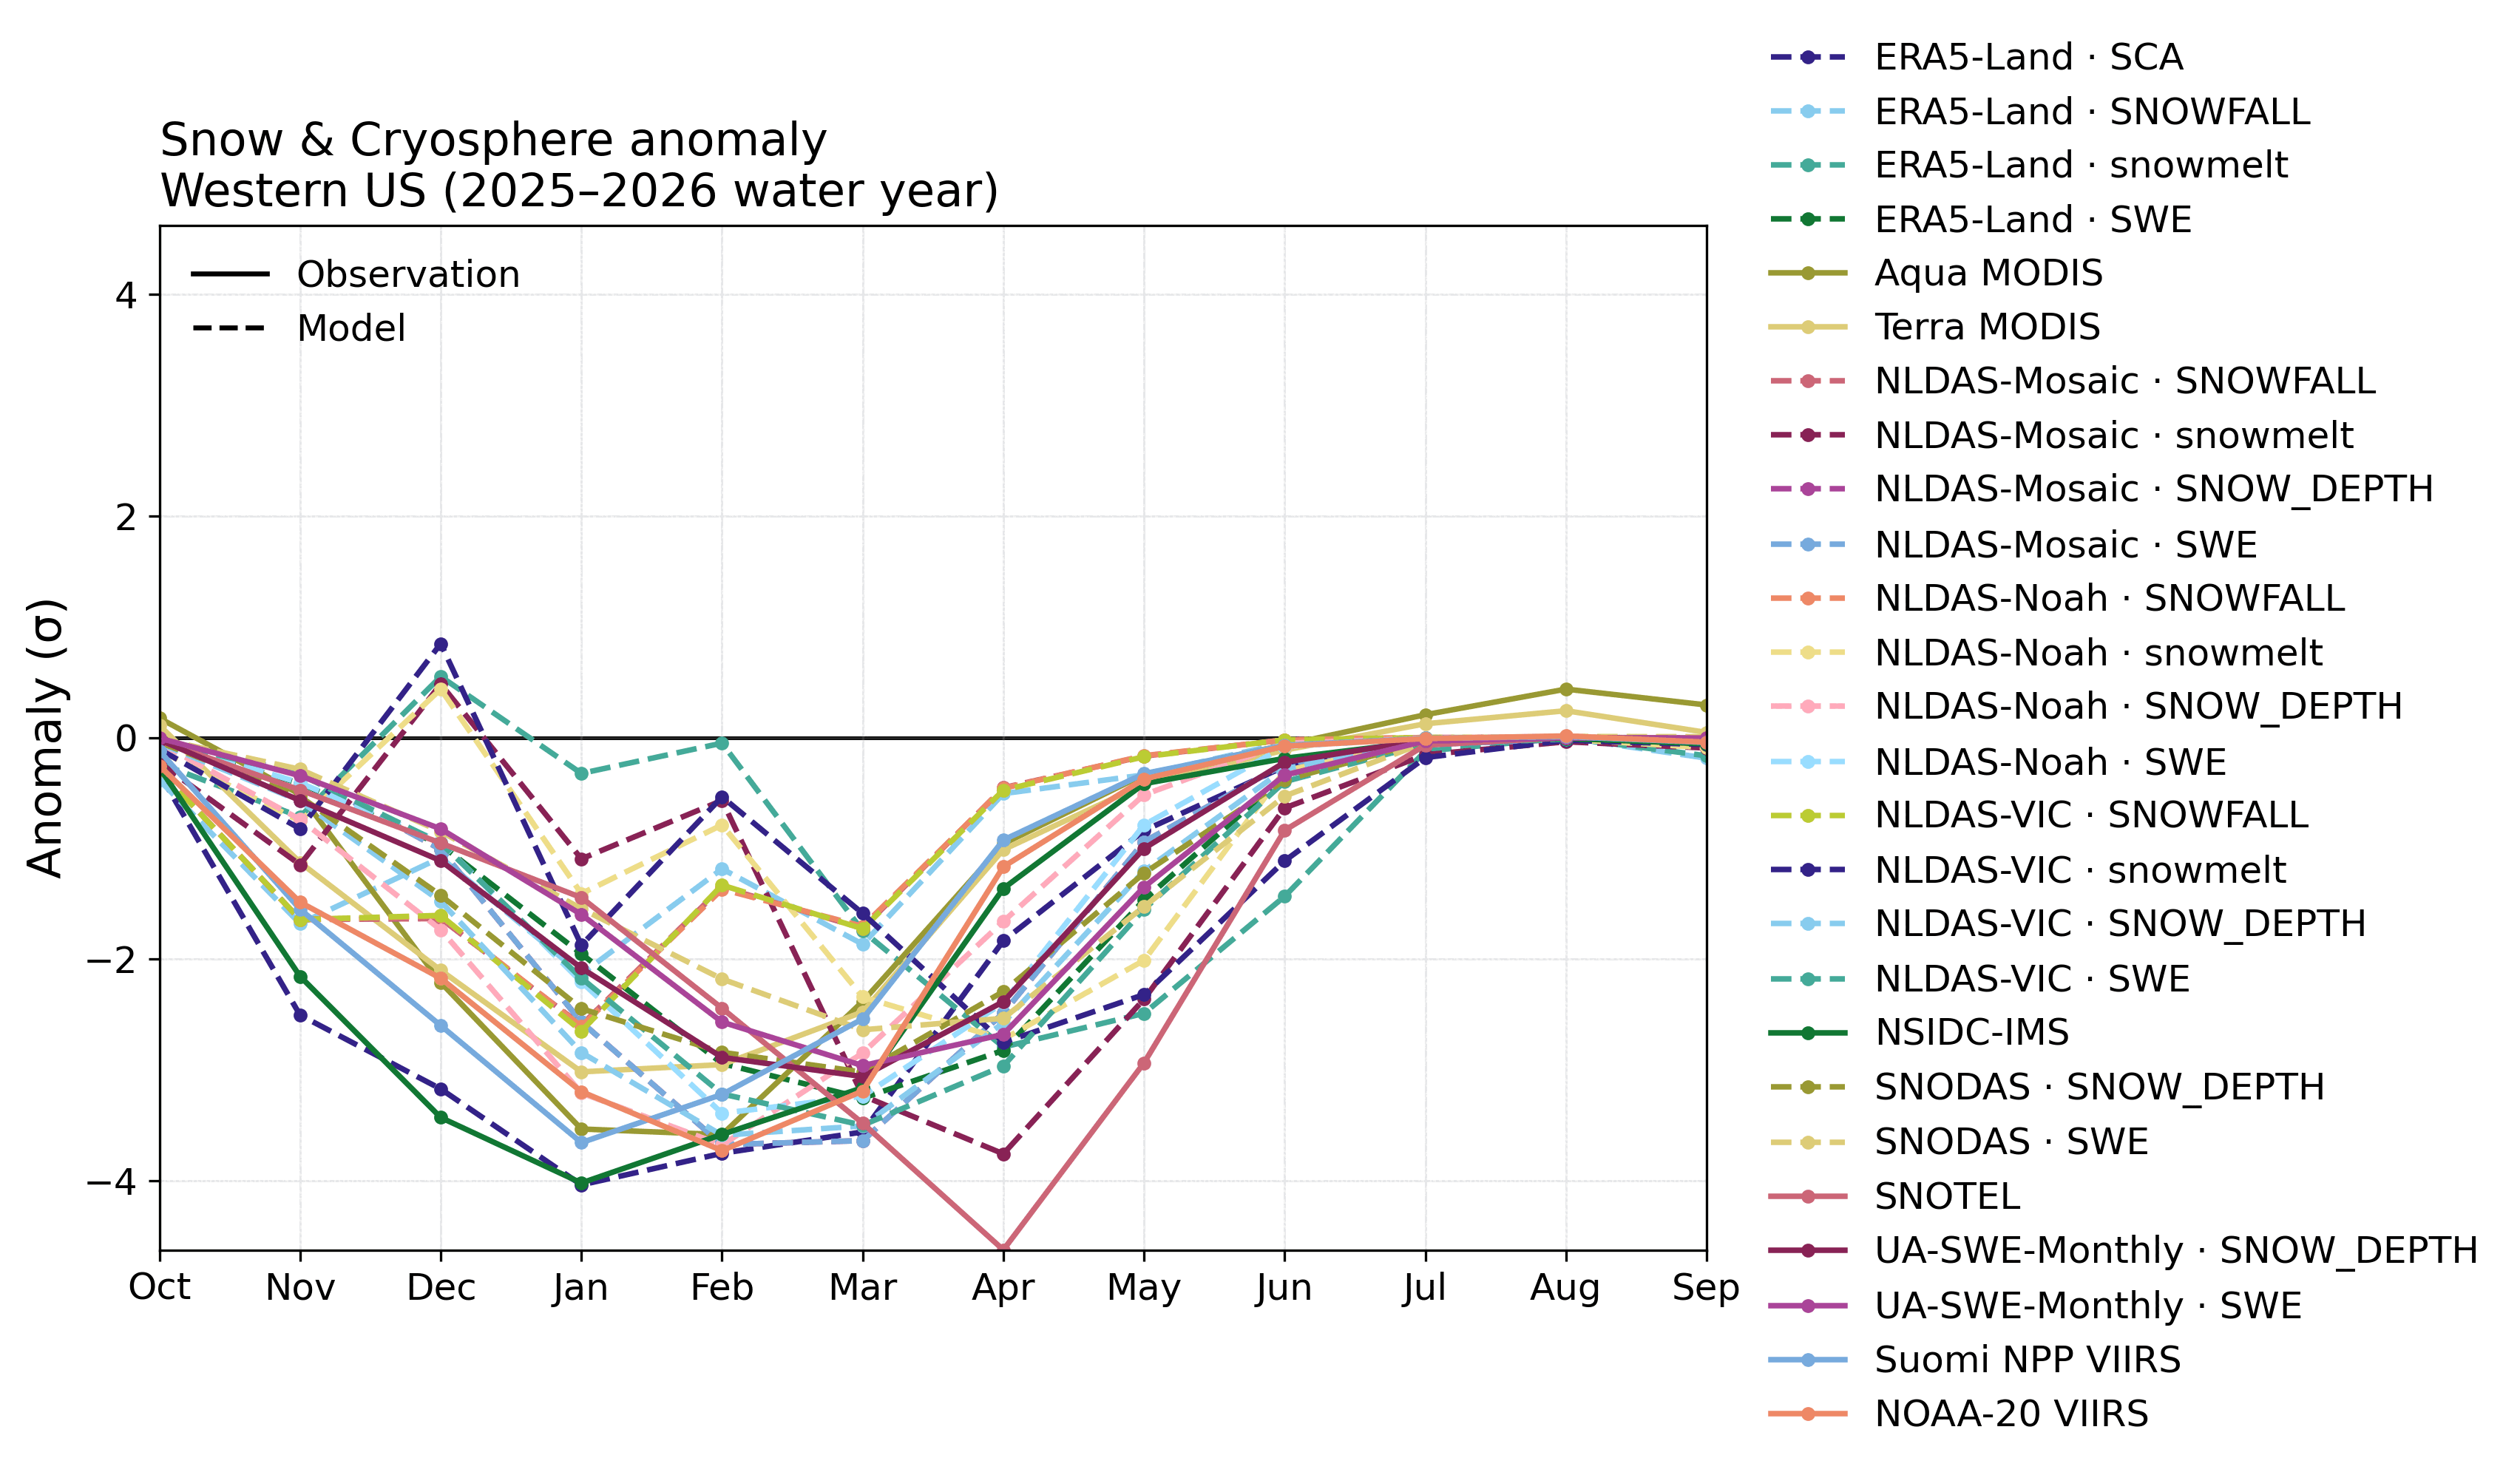 Snow & Cryosphere anomaly
Western US (2025–2026 water year)
Observation
Model
Anomaly (σ)
4
2
0
−2
−4
Oct
Nov
Dec
Jan
Feb
Mar
Apr
May
Jun
Jul
Aug
Sep
ERA5-Land · SCA
ERA5-Land · SNOWFALL
ERA5-Land · snowmelt
ERA5-Land · SWE
Aqua MODIS
Terra MODIS
NLDAS-Mosaic · SNOWFALL
NLDAS-Mosaic · snowmelt
NLDAS-Mosaic · SNOW_DEPTH
NLDAS-Mosaic · SWE
NLDAS-Noah · SNOWFALL
NLDAS-Noah · snowmelt
NLDAS-Noah · SNOW_DEPTH
NLDAS-Noah · SWE
NLDAS-VIC · SNOWFALL
NLDAS-VIC · snowmelt
NLDAS-VIC · SNOW_DEPTH
NLDAS-VIC · SWE
NSIDC-IMS
SNODAS · SNOW_DEPTH
SNODAS · SWE
SNOTEL
UA-SWE-Monthly · SNOW_DEPTH
UA-SWE-Monthly · SWE
Suomi NPP VIIRS
NOAA-20 VIIRS